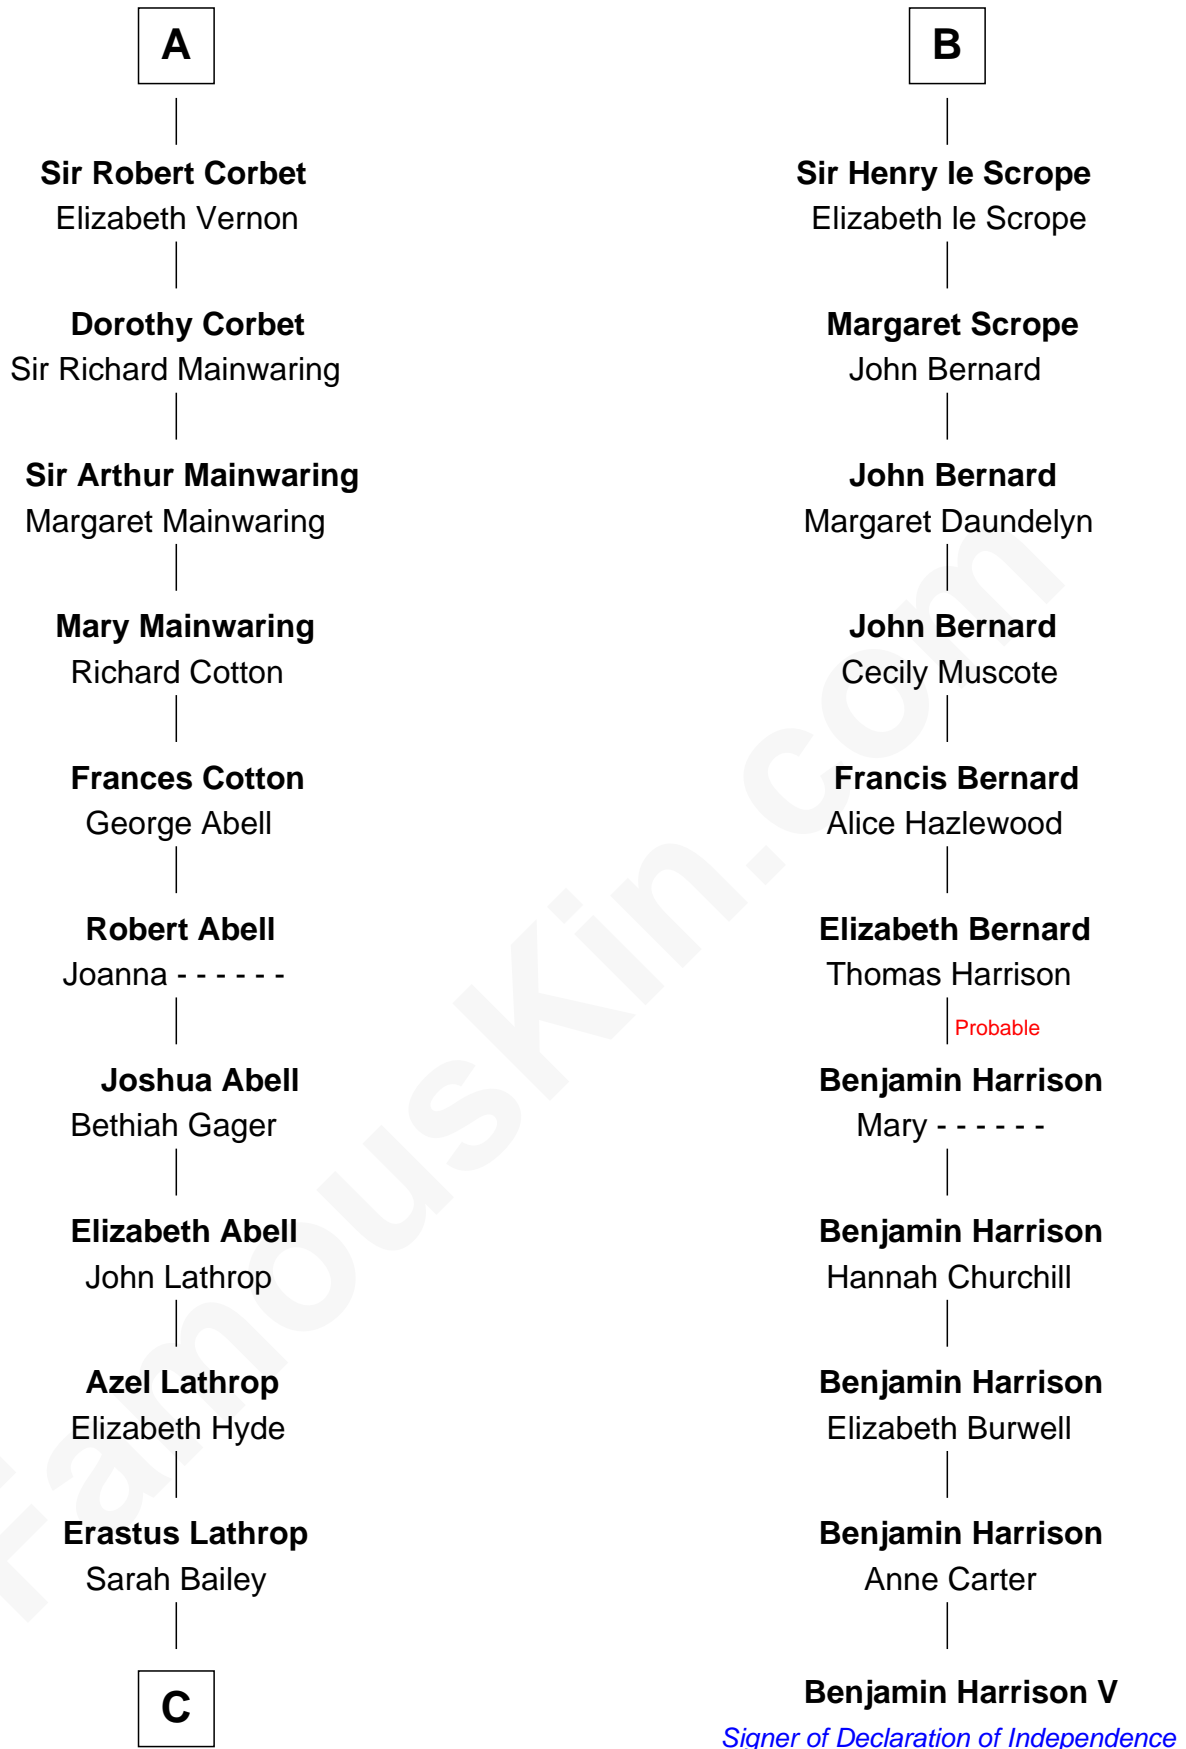 A
Sir Robert Corbet
Elizabeth Vernon
Dorothy Corbet
Sir Richard Mainwaring
Sir Arthur Mainwaring
Margaret Mainwaring
Mary Mainwaring
Richard Cotton
Frances Cotton
George Abell
Robert Abell
Joanna - - - - - -
Joshua Abell
Bethiah Gager
Elizabeth Abell
John Lathrop
Azel Lathrop
Elizabeth Hyde
Erastus Lathrop
Sarah Bailey
C
B
Sir Henry le Scrope
Elizabeth le Scrope
Margaret Scrope
John Bernard
John Bernard
Margaret Daundelyn
John Bernard
Cecily Muscote
Francis Bernard
Alice Hazlewood
Elizabeth Bernard
Thomas Harrison
Probable
Benjamin Harrison
Mary - - - - - -
Benjamin Harrison
Hannah Churchill
Benjamin Harrison
Elizabeth Burwell
Benjamin Harrison
Anne Carter
Benjamin Harrison V
Signer of Declaration of Independence
FamousKin.com